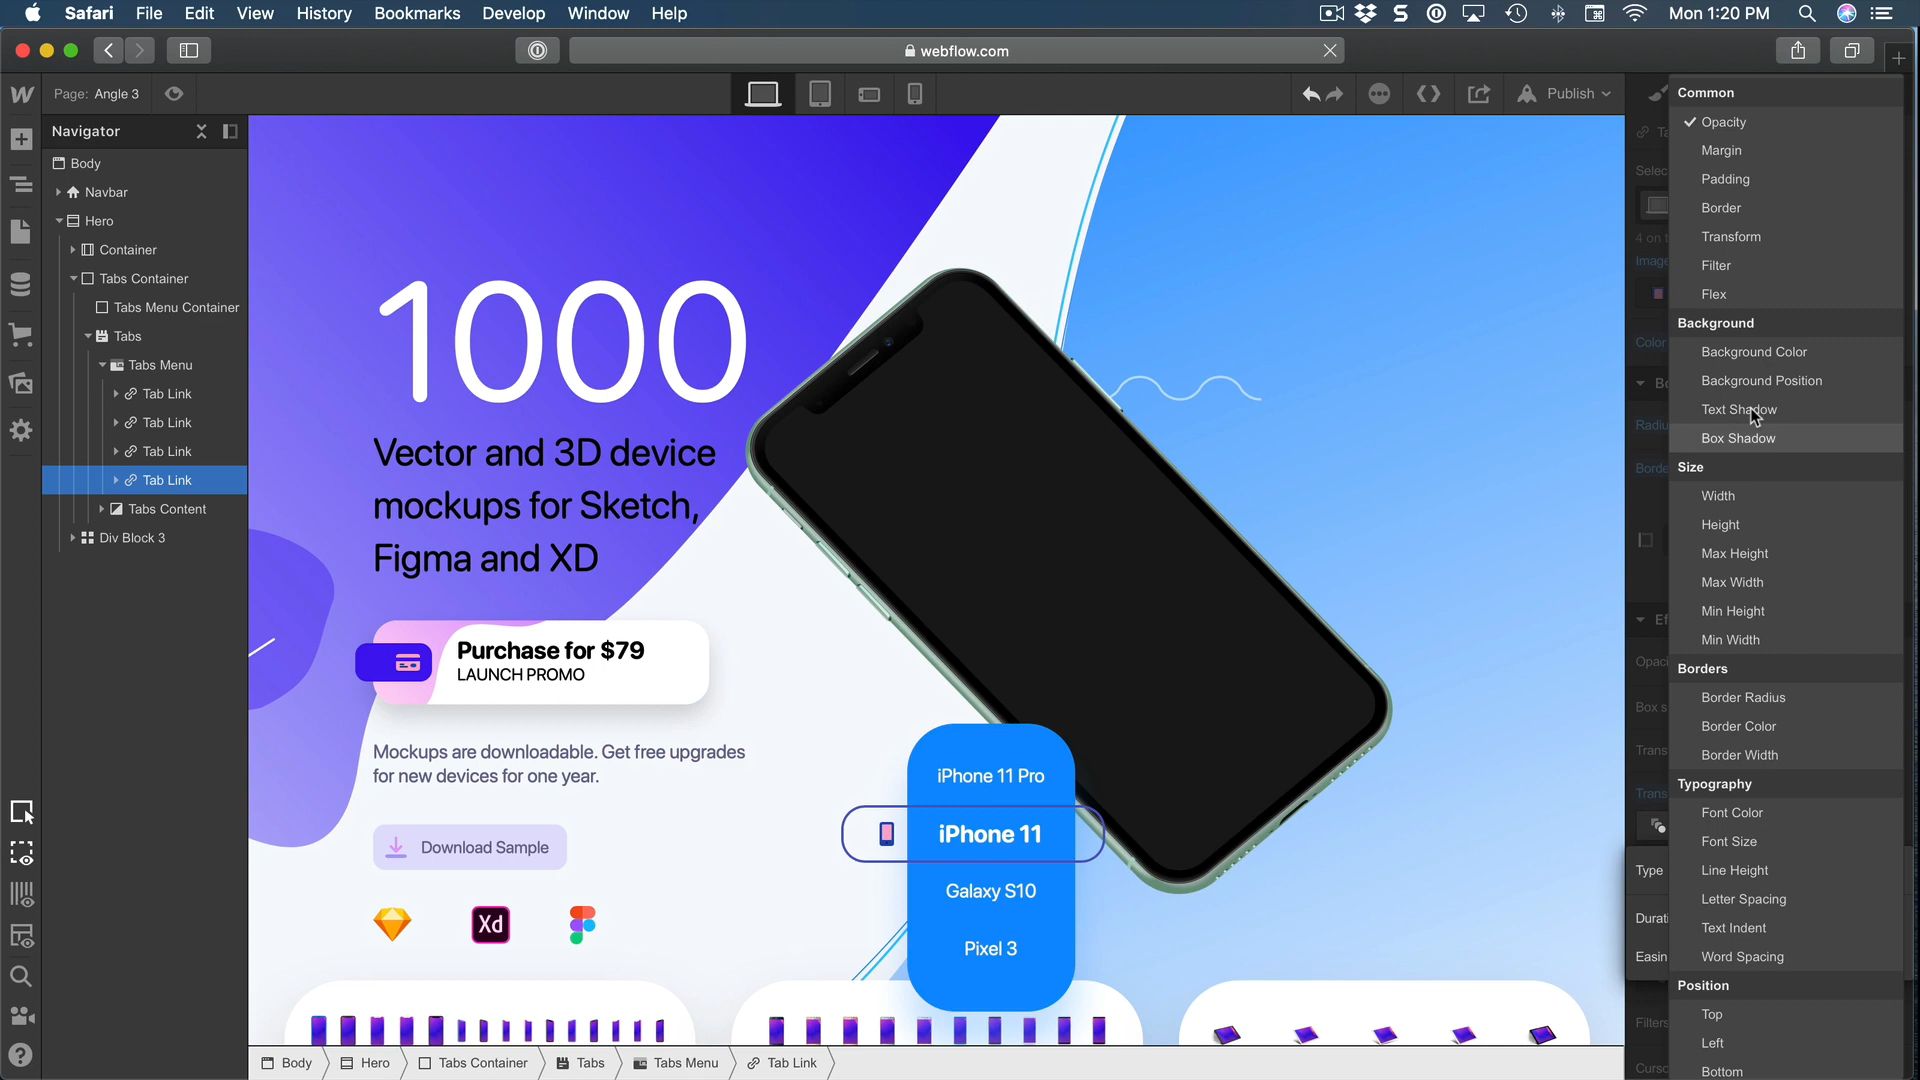 Safari File Edit View History Bookmarks Develop Window Help
Mon 1:20 PM
webflow.com
Page: Angle 3
Publish
Navigator
Body
Navbar
Hero
Container
Tabs Container
Tabs Menu Container
Tabs
Tabs Menu
Tab Link
Tab Link
Tab Link
Tab Link
Tabs Content
Div Block 3
1000
Vector and 3D device
mockups for Sketch,
Figma and XD
Purchase for $79
LAUNCH PROMO
Mockups are downloadable. Get free upgrades
for new devices for one year.
Download Sample
Xd
iPhone 11 Pro
iPhone 11
Galaxy S10
Pixel 3
Body Hero Tabs Container Tabs Tabs Menu Tab Link
4 on
Color
Type
Common
Opacity
Margin
Padding
Border
Transform
Filter
Flex
Background
Background Color
Background Position
Text Shadow
Box Shadow
Size
Width
Height
Max Height
Max Width
Min Height
Min Width
Borders
Border Radius
Border Color
Border Width
Typography
Font Color
Font Size
Line Height
Letter Spacing
Text Indent
Word Spacing
Position
Top
Left
Bottom